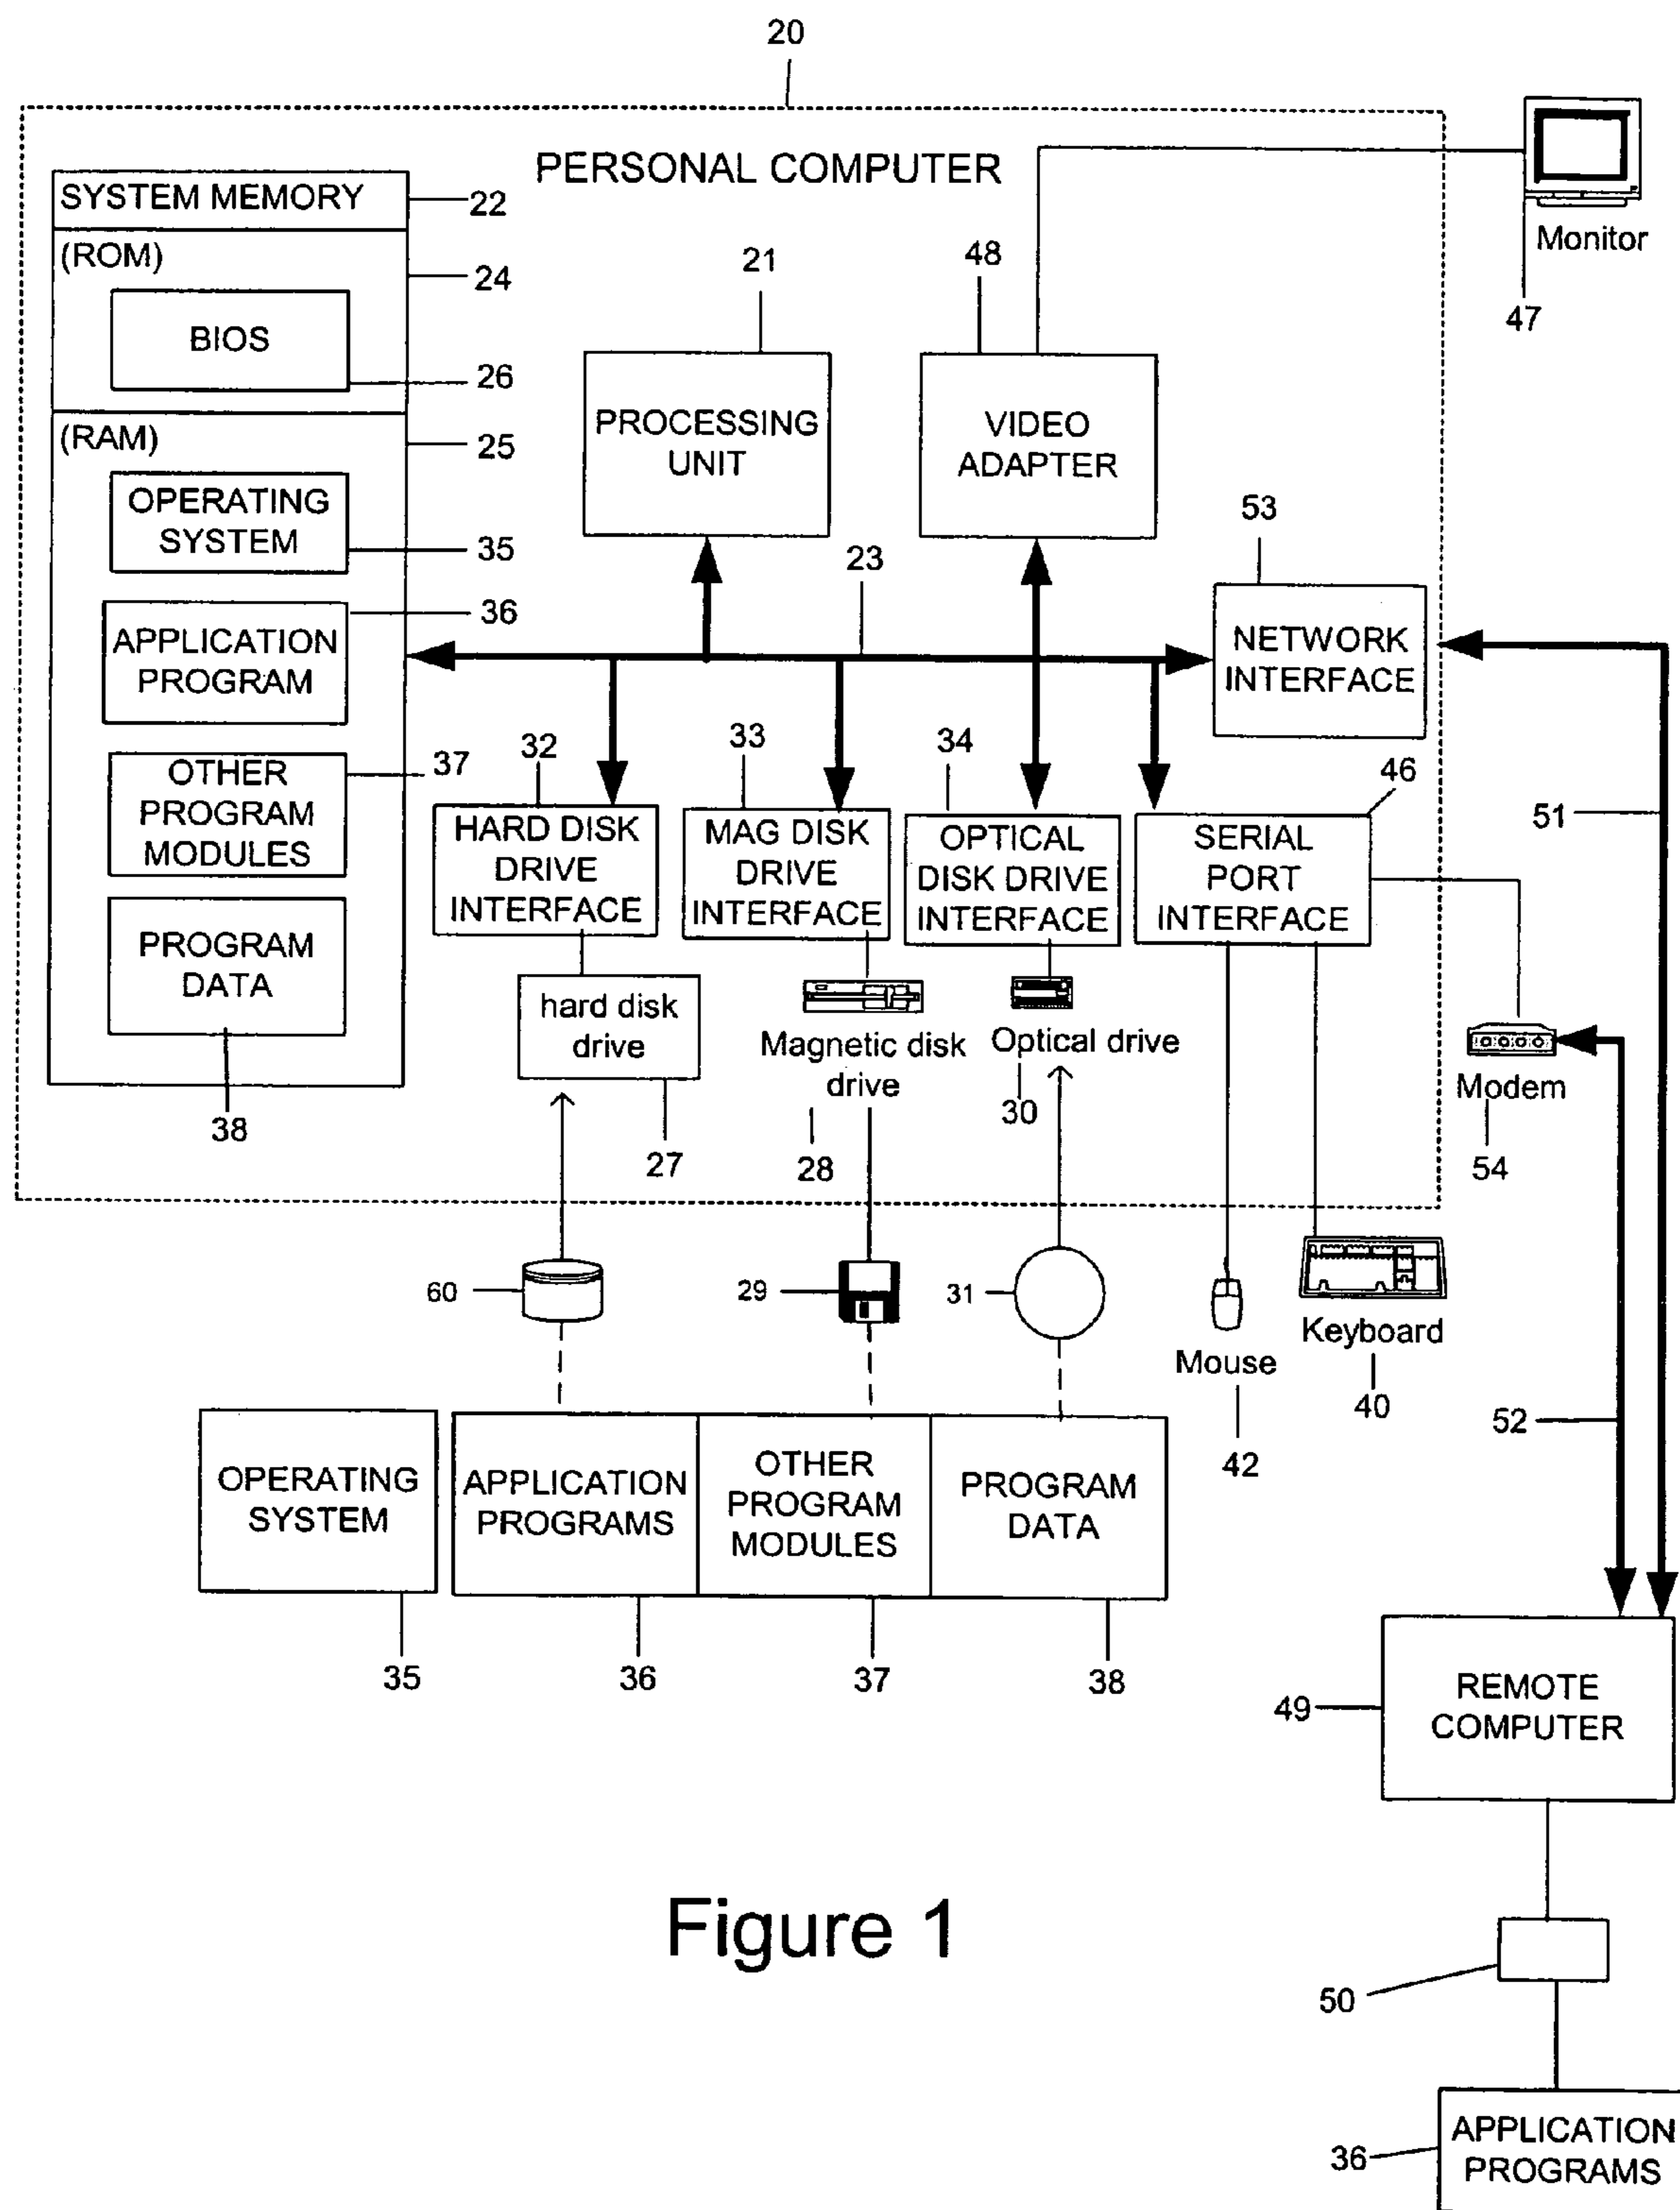 20
PERSONAL COMPUTER
SYSTEM MEMORY
22
(ROM)
24
BIOS
26
(RAM)
25
OPERATING
SYSTEM
35
36
APPLICATION
PROGRAM
37
OTHER
PROGRAM
MODULES
PROGRAM
DATA
38
21
PROCESSING
UNIT
48
VIDEO
ADAPTER
Monitor
47
23
53
NETWORK
INTERFACE
32
HARD DISK
DRIVE
INTERFACE
33
MAG DISK
DRIVE
INTERFACE
34
OPTICAL
DISK DRIVE
INTERFACE
46
SERIAL
PORT
INTERFACE
51
hard disk
drive
27
Magnetic disk
drive
28
Optical drive
30
Modem
54
60
29
31
Mouse
42
Keyboard
40
52
OPERATING
SYSTEM
35
APPLICATION
PROGRAMS
36
OTHER
PROGRAM
MODULES
37
PROGRAM
DATA
38
49
REMOTE
COMPUTER
50
36
APPLICATION
PROGRAMS
Figure 1